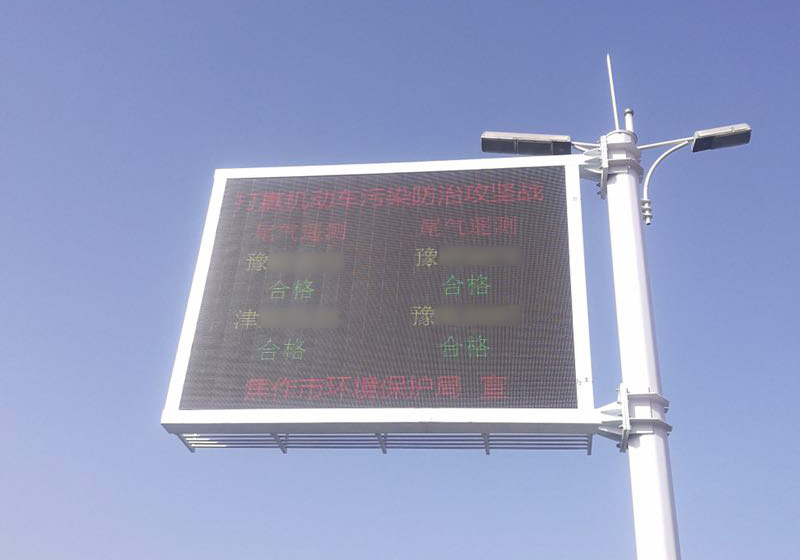 打赢机动车污染防治攻坚战
尾气遥测 尾气遥测
豫 豫
合格 合格
津 豫
合格 合格
焦作市环境保护局 宣